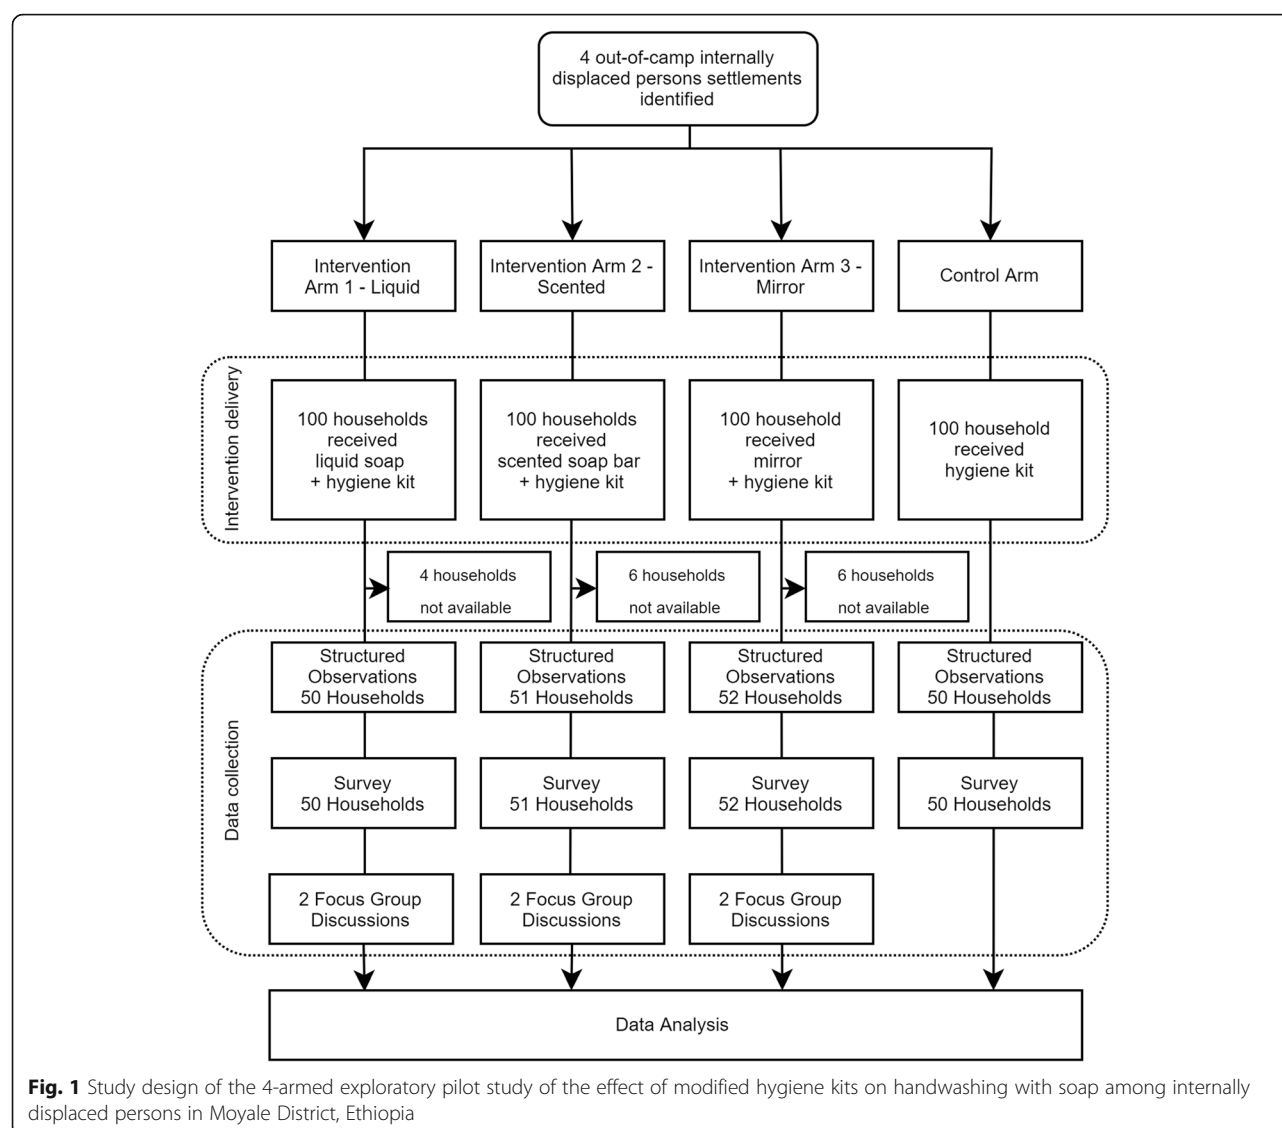 4 out-of-camp internally
displaced persons settlements
identified
Intervention
Arm 1 - Liquid
Intervention Arm 2 -
Scented
Intervention Arm 3 -
Mirror
Control Arm
Intervention delivery
100 households
received
liquid soap
+ hygiene kit
100 households
received
scented soap bar
+ hygiene kit
100 household
received
mirror
+ hygiene kit
100 household
received
hygiene kit
4 households
not available
6 households
not available
6 households
not available
Data collection
Structured
Observations
50 Households
Structured
Observations
51 Households
Structured
Observations
52 Households
Structured
Observations
50 Households
Survey
50 Households
Survey
51 Households
Survey
52 Households
Survey
50 Households
2 Focus Group
Discussions
2 Focus Group
Discussions
2 Focus Group
Discussions
Data Analysis
Fig. 1 Study design of the 4-armed exploratory pilot study of the effect of modified hygiene kits on handwashing with soap among internally
displaced persons in Moyale District, Ethiopia